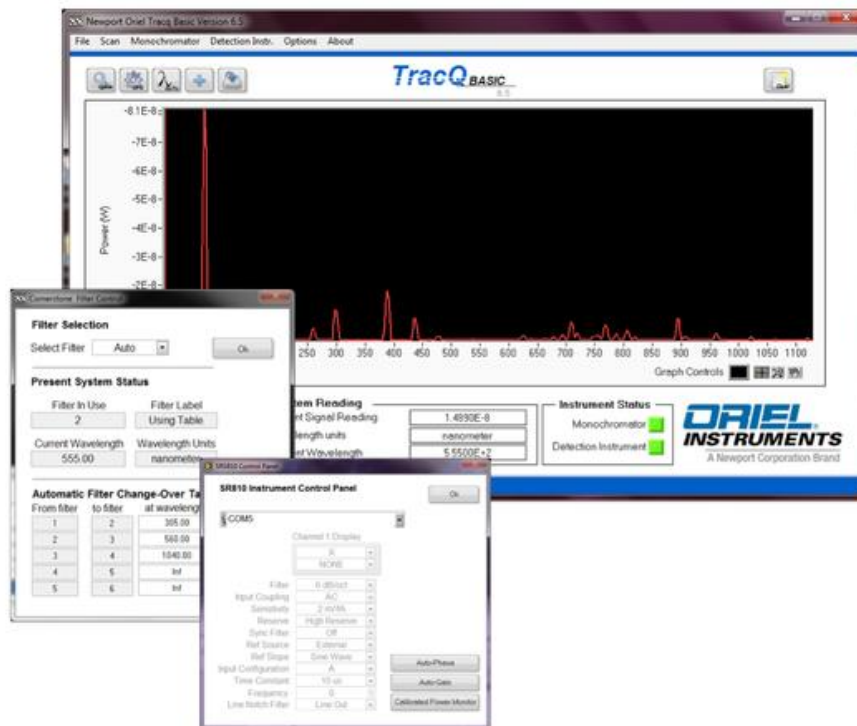 Newport Oriel Tracq Basic Version 6.5
File Scan Monochromator Detection Instr. Options About
TracQ BASIC
6.5
-8.1E-8
-7E-8
-6E-8
-5E-8
-4E-8
-3E-8
-2E-8
Power (W)
250 300 350 400 450 500 550 600 650 700 750 800 850 900 950 1000 1050 1100
Graph Controls
Cornerstone Filter Control
Filter Selection
Select Filter Auto Ok
Present System Status
Filter In Use Filter Label
2 Using Table
Current Wavelength Wavelength Units
555.00 nanometer
Automatic Filter Change-Over Ta
From filter to filter at wavelengt
1 2 305.00
2 3 560.00
3 4 1040.00
4 5 Inf
5 6 Inf
tem Reading
nt Signal Reading 1.4890E-8
length units nanometer
nt Wavelength 5.5500E+2
Instrument Status
Monochromator
Detection Instrument
ORIEL
INSTRUMENTS
A Newport Corporation Brand
SR810 Control Panel
SR810 Instrument Control Panel Ok
COM5
Channel 1 Display
X
NONE
Filter 6 dB/oct
Input Coupling AC
Sensitivity
Reserve High Reserve
Sync Filter Off
Ref Source External
Ref Slope Sine Wave
Input Configuration A
Time Constant 10 us
Frequency 0
Line Notch Filter Line Out
Auto-Phase
Auto-Gain
Calibrated Power Monitor